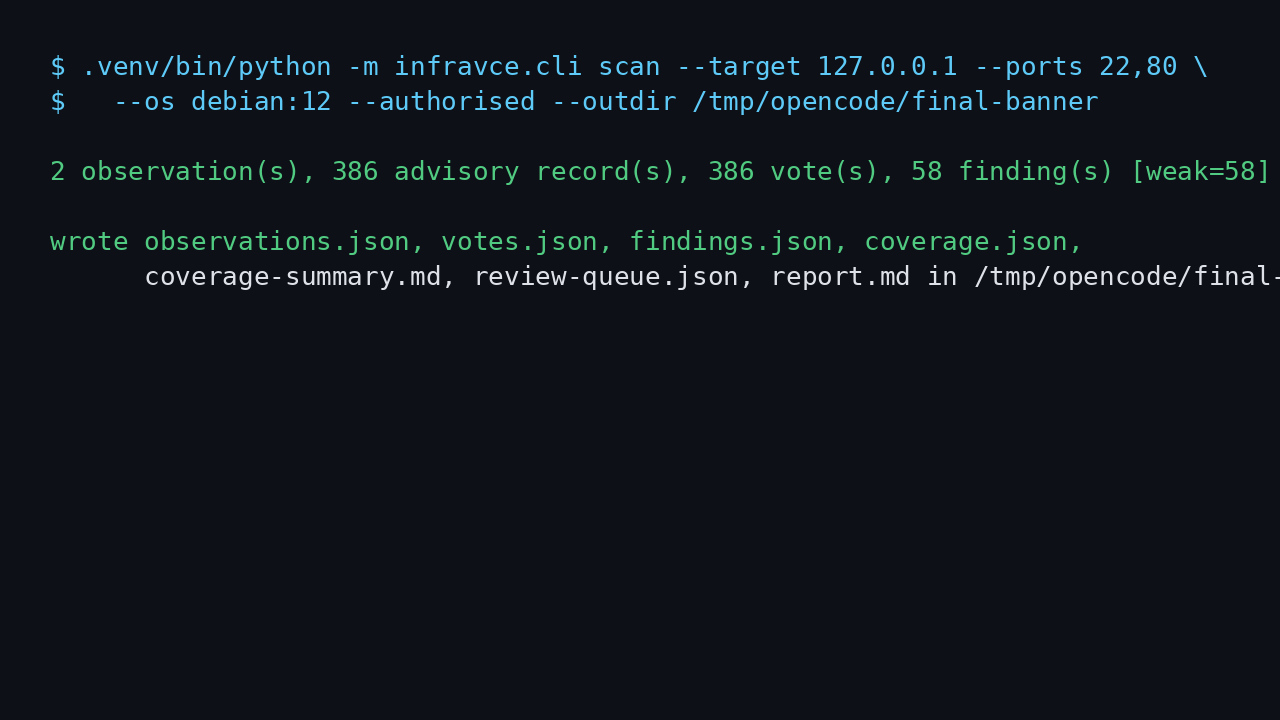 $ .venv/bin/python -m infravce.cli scan --target 127.0.0.1 --ports 22,80 \
$   --os debian:12 --authorised --outdir /tmp/opencode/final-banner
2 observation(s), 386 advisory record(s), 386 vote(s), 58 finding(s) [weak=58]
wrote observations.json, votes.json, findings.json, coverage.json,
      coverage-summary.md, review-queue.json, report.md in /tmp/opencode/final-